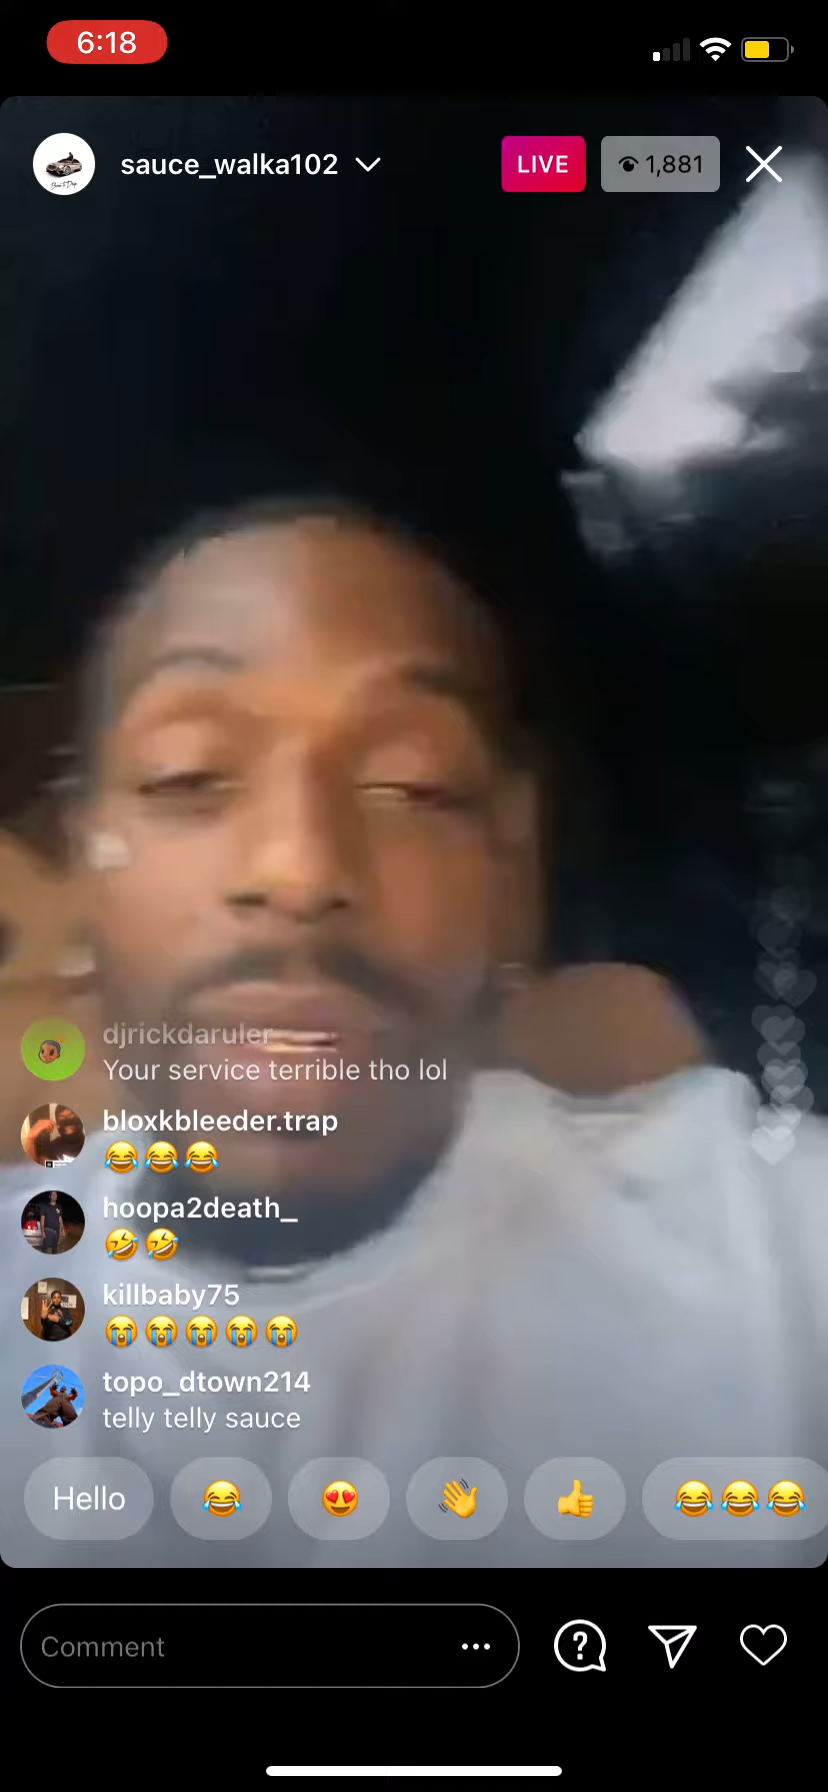 6:18
sauce_walka102
LIVE
1,881
djrickdaruler
Your service terrible tho lol
bloxkbleeder.trap
😂😂😂
hoopa2death_
🤣🤣
killbaby75
😭😭😭😭😭
topo_dtown214
telly telly sauce
Hello 😂 😍 👋 👍 😂😂😂
Comment